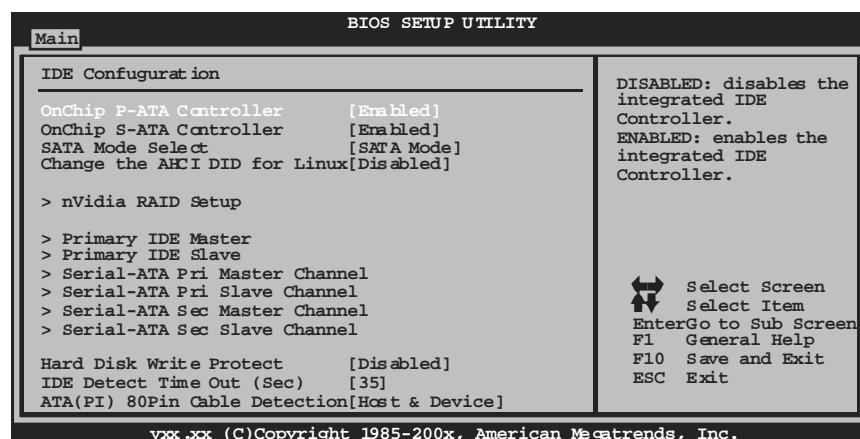 BIOS SETUP UTILITY
Main
IDE Confuguration
OnChip P-ATA Controller [Enabled]
OnChip S-ATA Controller [Enabled]
SATA Mode Select [SATA Mode]
Change the AHCI DID for Linux[Disabled]
> nVidia RAID Setup
> Primary IDE Master
> Primary IDE Slave
> Serial-ATA Pri Master Channel
> Serial-ATA Pri Slave Channel
> Serial-ATA Sec Master Channel
> Serial-ATA Sec Slave Channel
Hard Disk Write Protect [Disabled]
IDE Detect Time Out (Sec) [35]
ATA(PI) 80Pin Cable Detection[Host & Device]
DISABLED: disables the
integrated IDE
Controller.
ENABLED: enables the
integrated IDE
Controller.
Select Screen
Select Item
EnterGo to Sub Screen
F1 General Help
F10 Save and Exit
ESC Exit
vxx.xx (C)Copyright 1985-200x, American Megatrends, Inc.